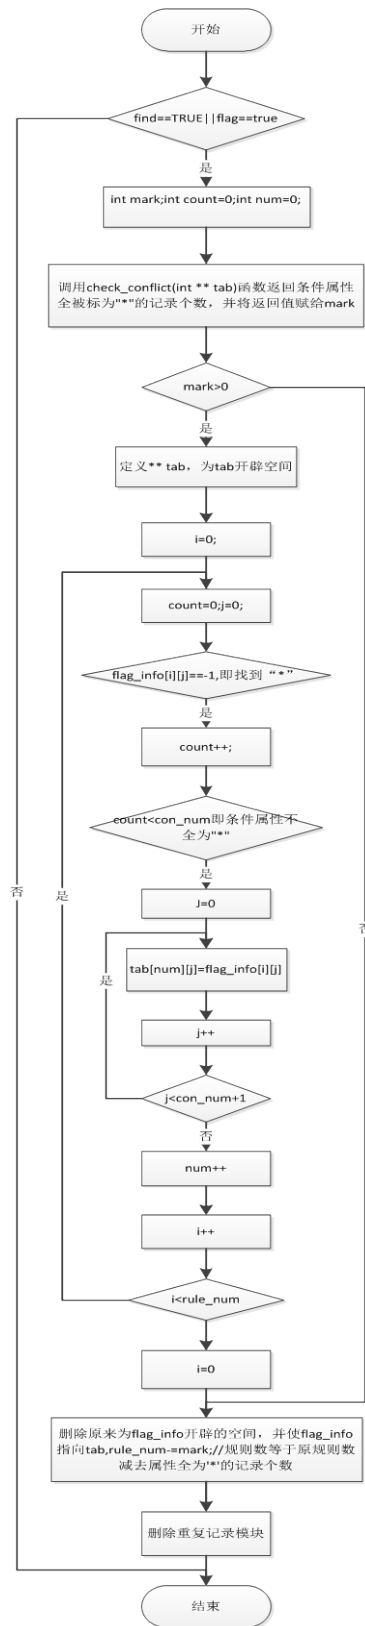 开始
find==TRUE||flag==true
是
int mark;int count=0;int num=0;
调用check_conflict(int ** tab)函数返回条件属性
全被标为"*"的记录个数，并将返回值赋给mark
mark>0
是
定义** tab，为tab开辟空间
i=0;
count=0;j=0;
flag_info[i][j]==-1,即找到“*”
是
count++;
count<con_num即条件属性不
全为"*"
否
是
是
否
J=0
tab[num][j]=flag_info[i][j]
是
j++
j<con_num+1
否
num++
i++
i<rule_num
i=0
删除原来为flag_info开辟的空间，并使flag_info
指向tab,rule_num-=mark;//规则数等于原规则数
减去属性全为'*'的记录个数
删除重复记录模块
结束